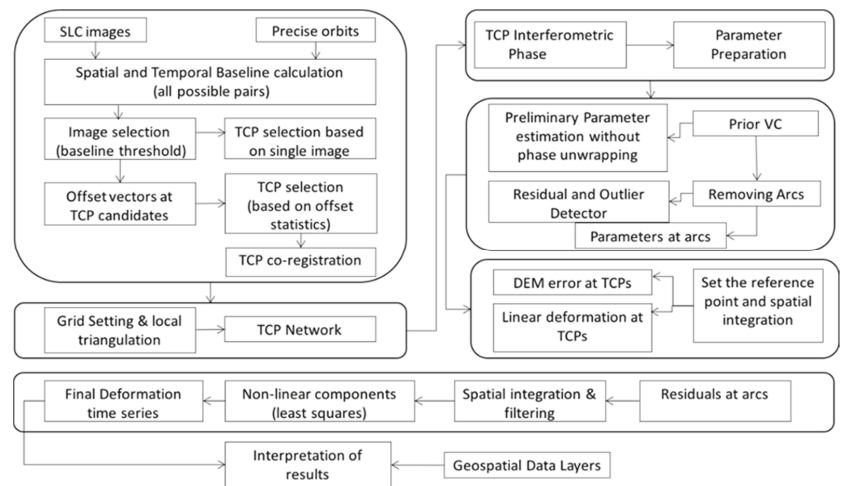 SLC images
Precise orbits
Spatial and Temporal Baseline calculation
(all possible pairs)
Image selection
(baseline threshold)
TCP selection based
on single image
Offset vectors at
TCP candidates
TCP selection
(based on offset
statistics)
TCP co-registration
Grid Setting & local
triangulation
TCP Network
TCP Interferometric
Phase
Parameter
Preparation
Preliminary Parameter
estimation without
phase unwrapping
Prior VC
Residual and Outlier
Detector
Removing Arcs
Parameters at arcs
DEM error at TCPs
Linear deformation at
TCPs
Set the reference
point and spatial
integration
Final Deformation
time series
Non-linear components
(least squares)
Spatial integration &
filtering
Residuals at arcs
Interpretation of
results
Geospatial Data Layers